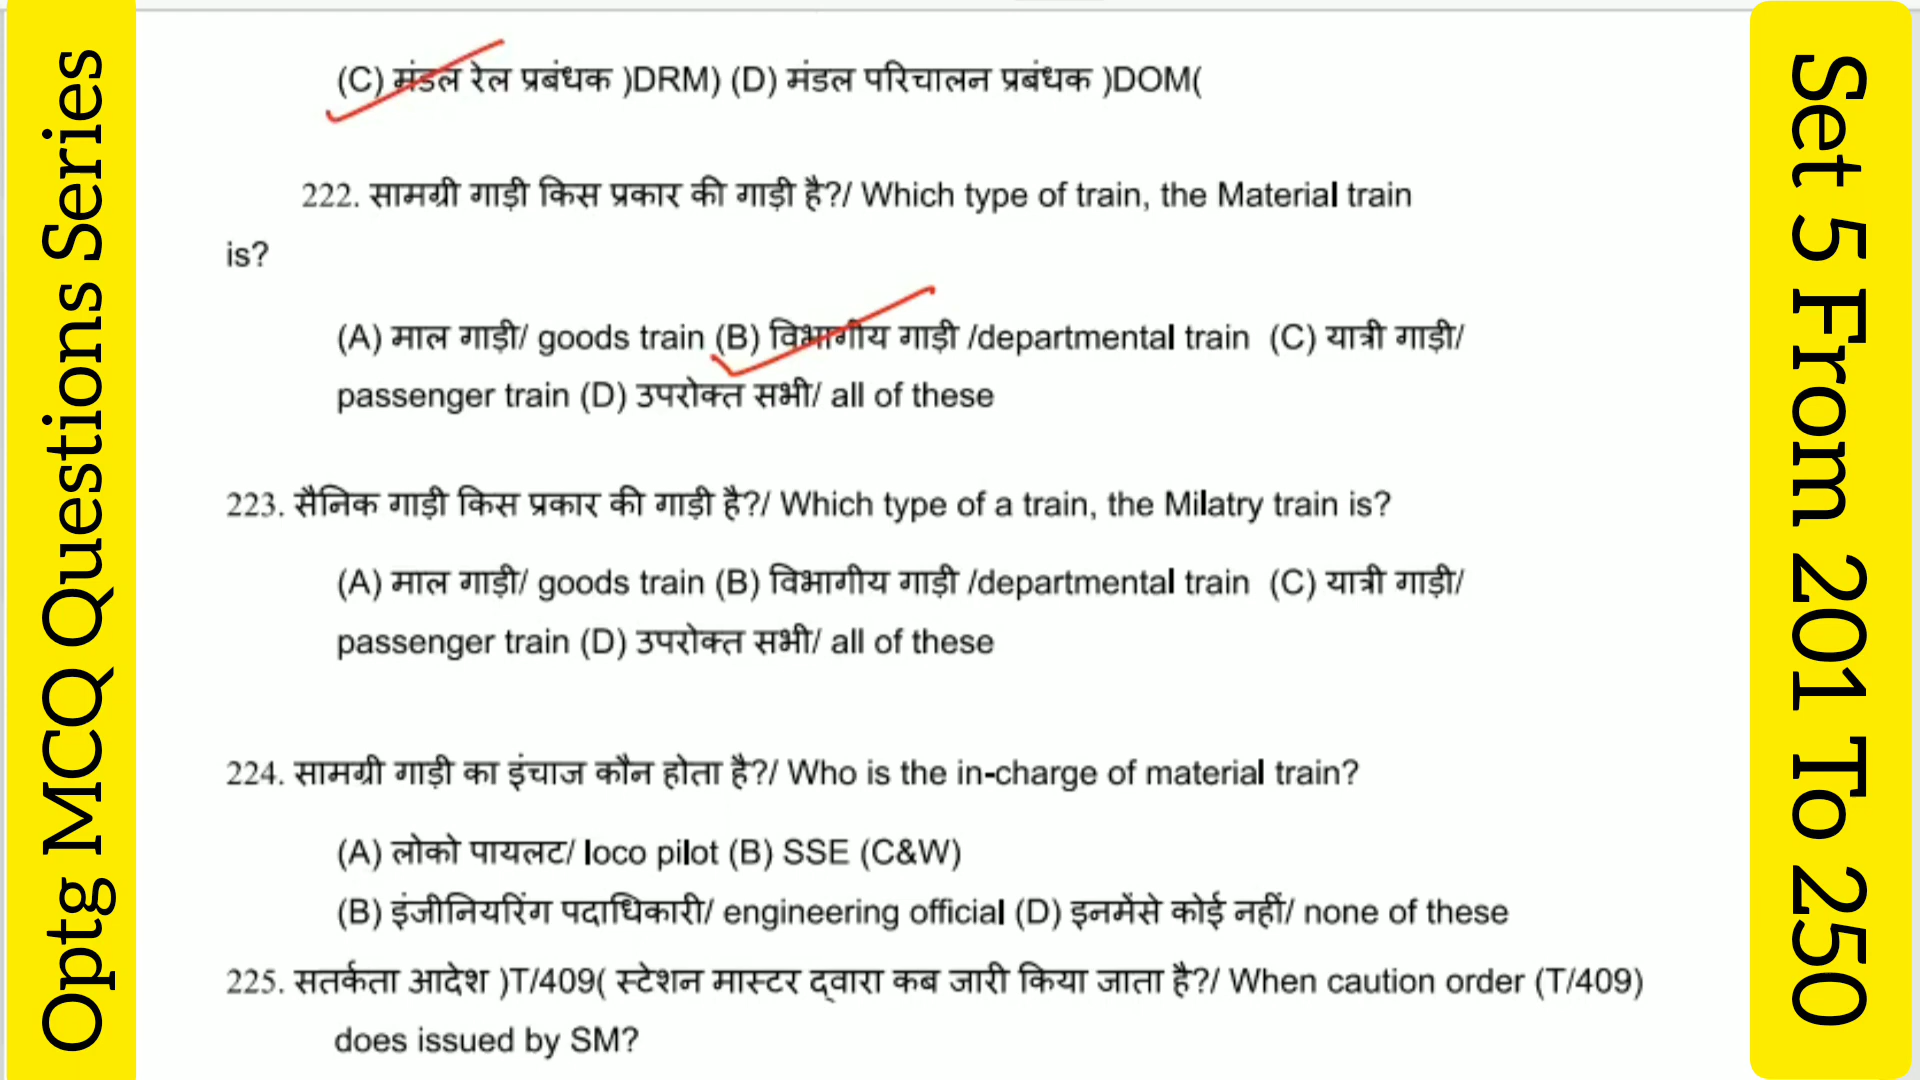 Optg MCQ Questions Series
(C) मंडल रेल प्रबंधक )DRM) (D) मंडल परिचालन प्रबंधक )DOM(
222. सामग्री गाड़ी किस प्रकार की गाड़ी है?/ Which type of train, the Material train
is?
(A) माल गाड़ी/ goods train (B) विभागीय गाड़ी /departmental train (C) यात्री गाड़ी/
passenger train (D) उपरोक्त सभी/ all of these
223. सैनिक गाड़ी किस प्रकार की गाड़ी है?/ Which type of a train, the Milatry train is?
(A) माल गाड़ी/ goods train (B) विभागीय गाड़ी /departmental train (C) यात्री गाड़ी/
passenger train (D) उपरोक्त सभी/ all of these
224. सामग्री गाड़ी का इंचाज कौन होता है?/ Who is the in-charge of material train?
(A) लोको पायलट/ loco pilot (B) SSE (C&W)
(B) इंजीनियरिंग पदाधिकारी/ engineering official (D) इनमेंसे कोई नहीं/ none of these
225. सतर्कता आदेश )T/409( स्टेशन मास्टर द्वारा कब जारी किया जाता है?/ When caution order (T/409)
does issued by SM?
Set 5 From 201 To 250